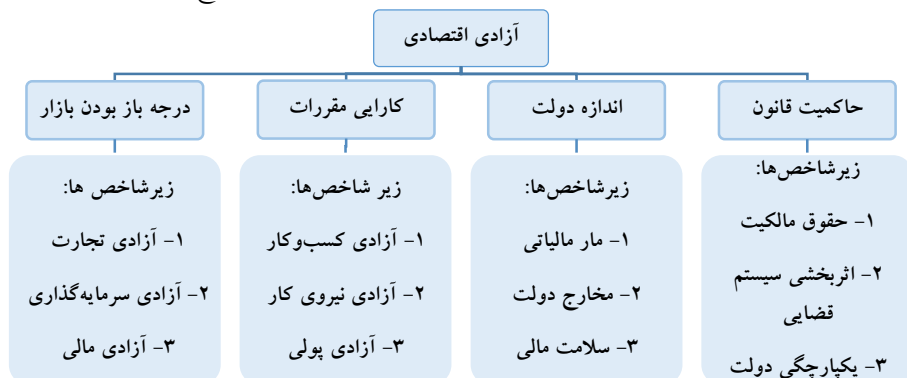 آزادی اقتصادی
حاکمیت قانون
اندازه دولت
کارایی مقررات
درجه باز بودن بازار
زیرشاخص‌ها:
۱- حقوق مالکیت
۲- اثربخشی سیستم
قضایی
۳- یکپارچگی دولت
زیرشاخص‌ها:
۱- مار مالیاتی
۲- مخارج دولت
۳- سلامت مالی
زیر شاخص‌ها:
۱- آزادی کسب‌وکار
۲- آزادی نیروی کار
۳- آزادی پولی
زیرشاخص ها:
۱- آزادی تجارت
۲- آزادی سرمایه‌گذاری
۳- آزادی مالی